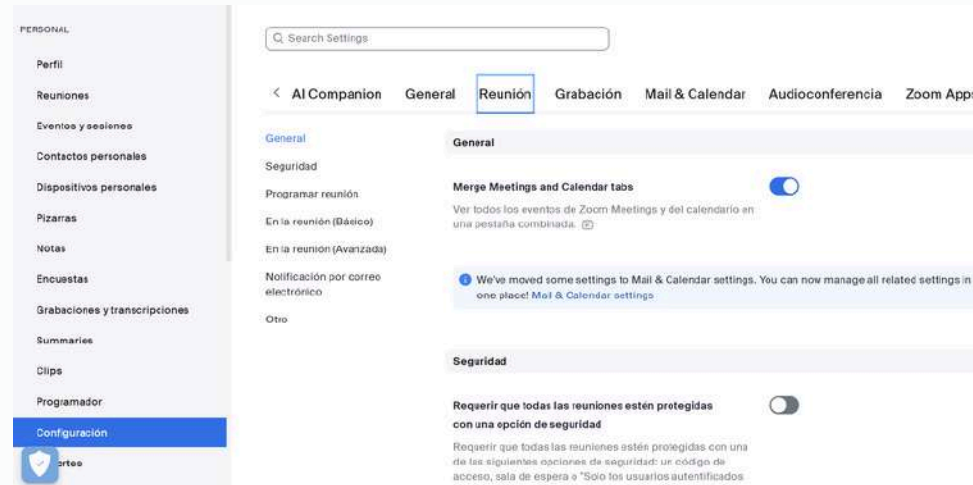 PERSONAL
Perfil
Reuniones
Eventos y sesiones
Contactos personales
Dispositivos personales
Pizarras
Notas
Encuestas
Grabaciones y transcripciones
Summaries
Clips
Programador
Configuración
Search Settings
AI Companion General Reunión Grabación Mail & Calendar Audioconferencia Zoom Apps
General
Seguridad
Programar reunión
En la reunión (Básico)
En la reunión (Avanzada)
Notificación por correo
electrónico
Otro
General
Merge Meetings and Calendar tabs
Ver todos los eventos de Zoom Meetings y del calendario en
una pestaña combinada.
We've moved some settings to Mail & Calendar settings. You can now manage all related settings in
one place! Mail & Calendar settings
Seguridad
Requerir que todas las reuniones estén protegidas
con una opción de seguridad
Requerir que todas las reuniones estén protegidas con una
de las siguientes opciones de seguridad: un código de
acceso, sala de espera o "Solo los usuarios autentificados